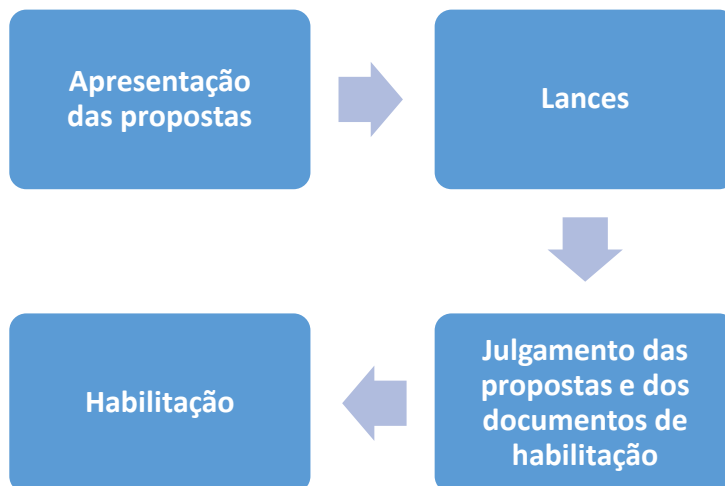 Apresentação
das propostas
Lances
Julgamento das
propostas e dos
documentos de
habilitação
Habilitação